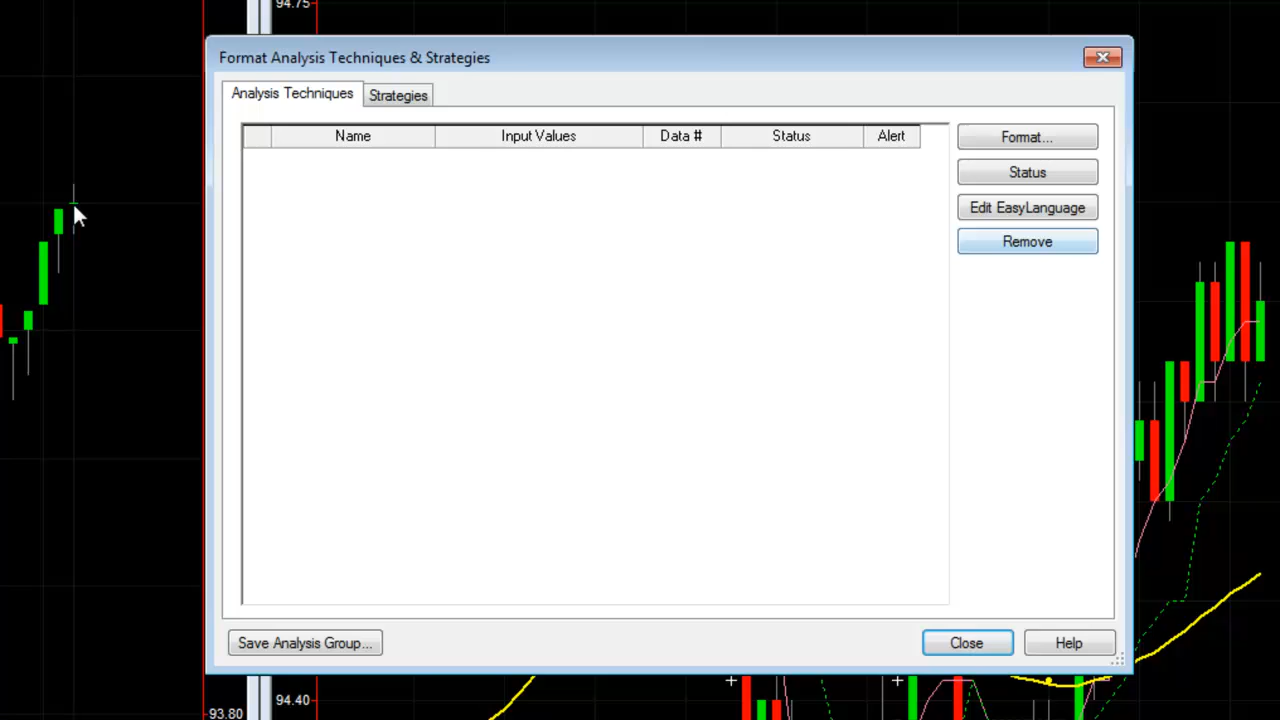 94.75
Format Analysis Techniques & Strategies
Analysis Techniques
Strategies
Name
Input Values
Data #
Status
Alert
Format...
Status
Edit EasyLanguage
Remove
Save Analysis Group...
Close
Help
94.40
93.80